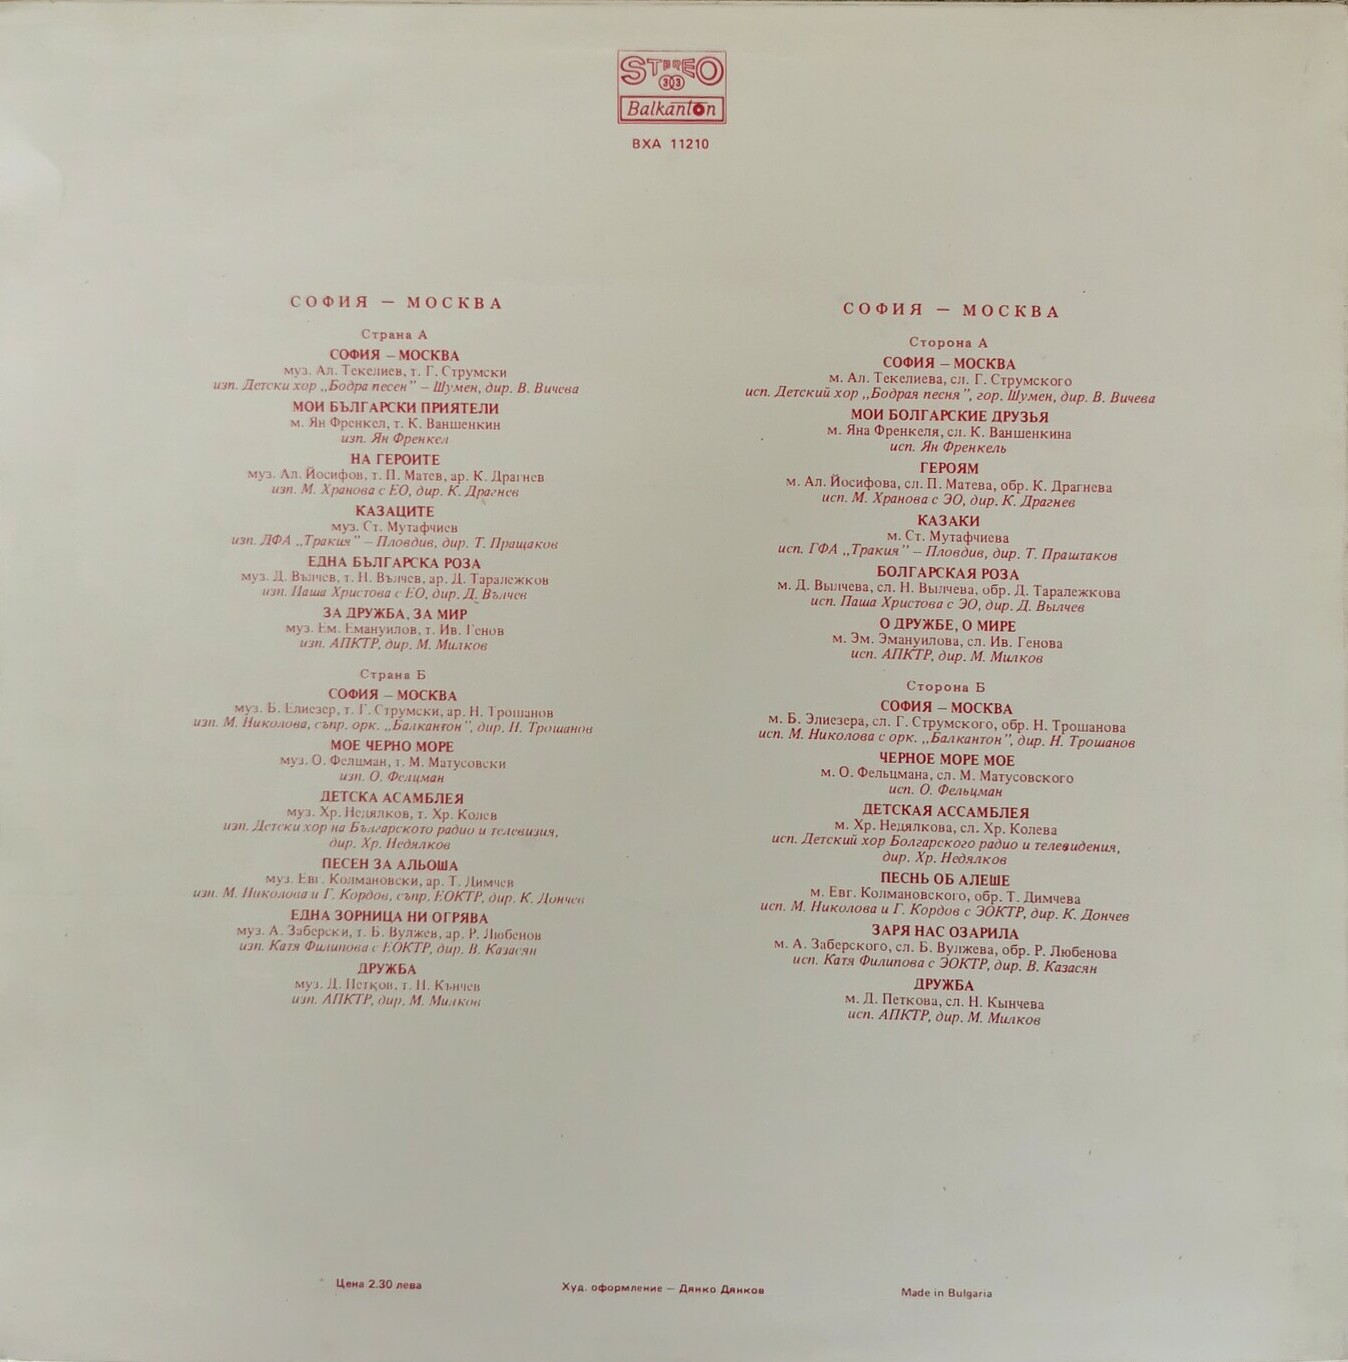 STEREO
33
Balkanton
ВХА 11210
СОФИЯ – МОСКВА
Страна А
СОФИЯ – МОСКВА
муз. Ал. Текелиев, т. Г. Струмски
изп. Детски хор „Бодра песен” – Шумен, дир. В. Вичева
МОИ БЪЛГАРСКИ ПРИЯТЕЛИ
м. Ян Френкел, т. К. Ваншенкин
изп. Ян Френкел
НА ГЕРОИТЕ
муз. Ал. Йосифов, т. П. Матев, ар. К. Драгнев
изп. М. Хранова с ЕО, дир. К. Драгнев
КАЗАЦИТЕ
муз. Ст. Мутафчиев
изп. ДФА „Тракия” – Пловдив, дир. Т. Пращаков
ЕДНА БЪЛГАРСКА РОЗА
муз. Д. Вълчев, т. Н. Вълчев, ар. Д. Таралежков
изп. Паша Христова с ЕО, дир. Д. Вълчев
ЗА ДРУЖБА, ЗА МИР
муз. Ем. Емануилов, т. Ив. Генов
изп. АПКТР, дир. М. Милков
Страна Б
СОФИЯ – МОСКВА
муз. Б. Елиезер, т. Г. Струмски, ар. Н. Трошанов
изп. М. Николова, съпр. орк. „Балкантон”, дир. Н. Трошанов
МОЕ ЧЕРНО МОРЕ
муз. О. Фелцман, т. М. Матусовски
изп. О. Фелцман
ДЕТСКА АСАМБЛЕЯ
муз. Хр. Недялков, т. Хр. Колев
изп. Детски хор на Българското радио и телевизия,
дир. Хр. Недялков
ПЕСЕН ЗА АЛЬОША
муз. Евг. Колмановски, ар. Т. Димчев
изп. М. Николова и Г. Кордов, съпр. ЕОКТР, дир. К. Дончев
ЕДНА ЗОРНИЦА НИ ОГРЯВА
муз. А. Заберски, т. Б. Вулжев, ар. Р. Любенов
изп. Катя Филипова с ЕОКТР, дир. В. Казасян
ДРУЖБА
муз. Д. Петков, т. Н. Кънчев
изп. АПКТР, дир. М. Милков
СОФИЯ – МОСКВА
Сторона А
СОФИЯ – МОСКВА
м. Ал. Текелиева, сл. Г. Струмского
исп. Детский хор „Бодрая песня”, гор. Шумен, дир. В. Вичева
МОИ БОЛГАРСКИЕ ДРУЗЬЯ
м. Яна Френкеля, сл. К. Ваншенкина
исп. Ян Френкель
ГЕРОЯМ
м. Ал. Йосифова, сл. П. Матева, обр. К. Драгнева
исп. М. Хранова с ЭО, дир. К. Драгнев
КАЗАКИ
м. Ст. Мутафчиева
исп. ГФА „Тракия” – Пловдив, дир. Т. Праштаков
БОЛГАРСКАЯ РОЗА
м. Д. Вылчева, сл. Н. Вылчева, обр. Д. Таралежкова
исп. Паша Христова с ЭО, дир. Д. Вылчев
О ДРУЖБЕ, О МИРЕ
м. Эм. Эмануилова, сл. Ив. Генова
исп. АПКТР, дир. М. Милков
Сторона Б
СОФИЯ – МОСКВА
м. Б. Элиезера, сл. Г. Струмского, обр. Н. Трошанова
исп. М. Николова с орк. „Балкантон”, дир. Н. Трошанов
ЧЕРНОЕ МОРЕ МОЕ
м. О. Фельцмана, сл. М. Матусовского
исп. О. Фельцман
ДЕТСКАЯ АССАМБЛЕЯ
м. Хр. Недялкова, сл. Хр. Колева
исп. Детский хор Болгарского радио и телевидения,
дир. Хр. Недялков
ПЕСНЬ ОБ АЛЕШЕ
м. Евг. Колмановского, обр. Т. Димчева
исп. М. Николова и Г. Кордов с ЭОКТР, дир. К. Дончев
ЗАРЯ НАС ОЗАРИЛА
м. А. Заберского, сл. Б. Вулжева, обр. Р. Любенова
исп. Катя Филипова с ЭОКТР, дир. В. Казасян
ДРУЖБА
м. Д. Петкова, сл. Н. Кынчева
исп. АПКТР, дир. М. Милков
Цена 2.30 лева
Худ. оформление – Дянко Дянков
Made in Bulgaria